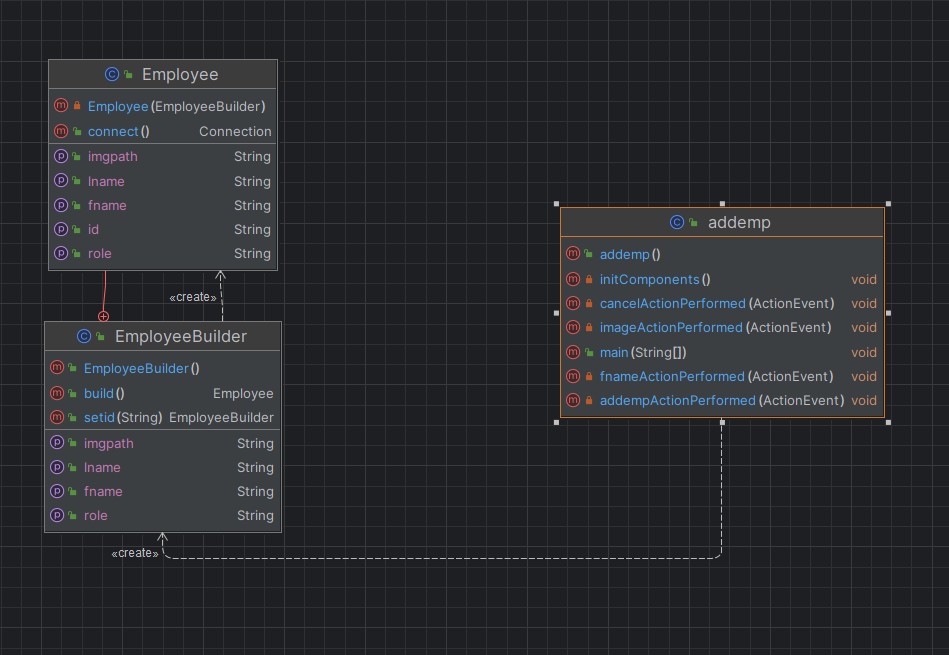 Employee
Employee(EmployeeBuilder)
connect() Connection
imgpath String
lname String
fname String
id String
role String
«create»
EmployeeBuilder
EmployeeBuilder()
build() Employee
setid(String) EmployeeBuilder
imgpath String
lname String
fname String
role String
«create»
addemp
addemp()
initComponents() void
cancelActionPerformed(ActionEvent) void
imageActionPerformed(ActionEvent) void
main(String[]) void
fnameActionPerformed(ActionEvent) void
addempActionPerformed(ActionEvent) void